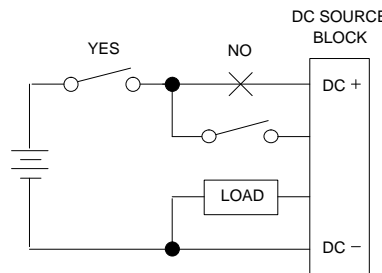 DC SOURCE
BLOCK
YES
NO
DC +
LOAD
DC −